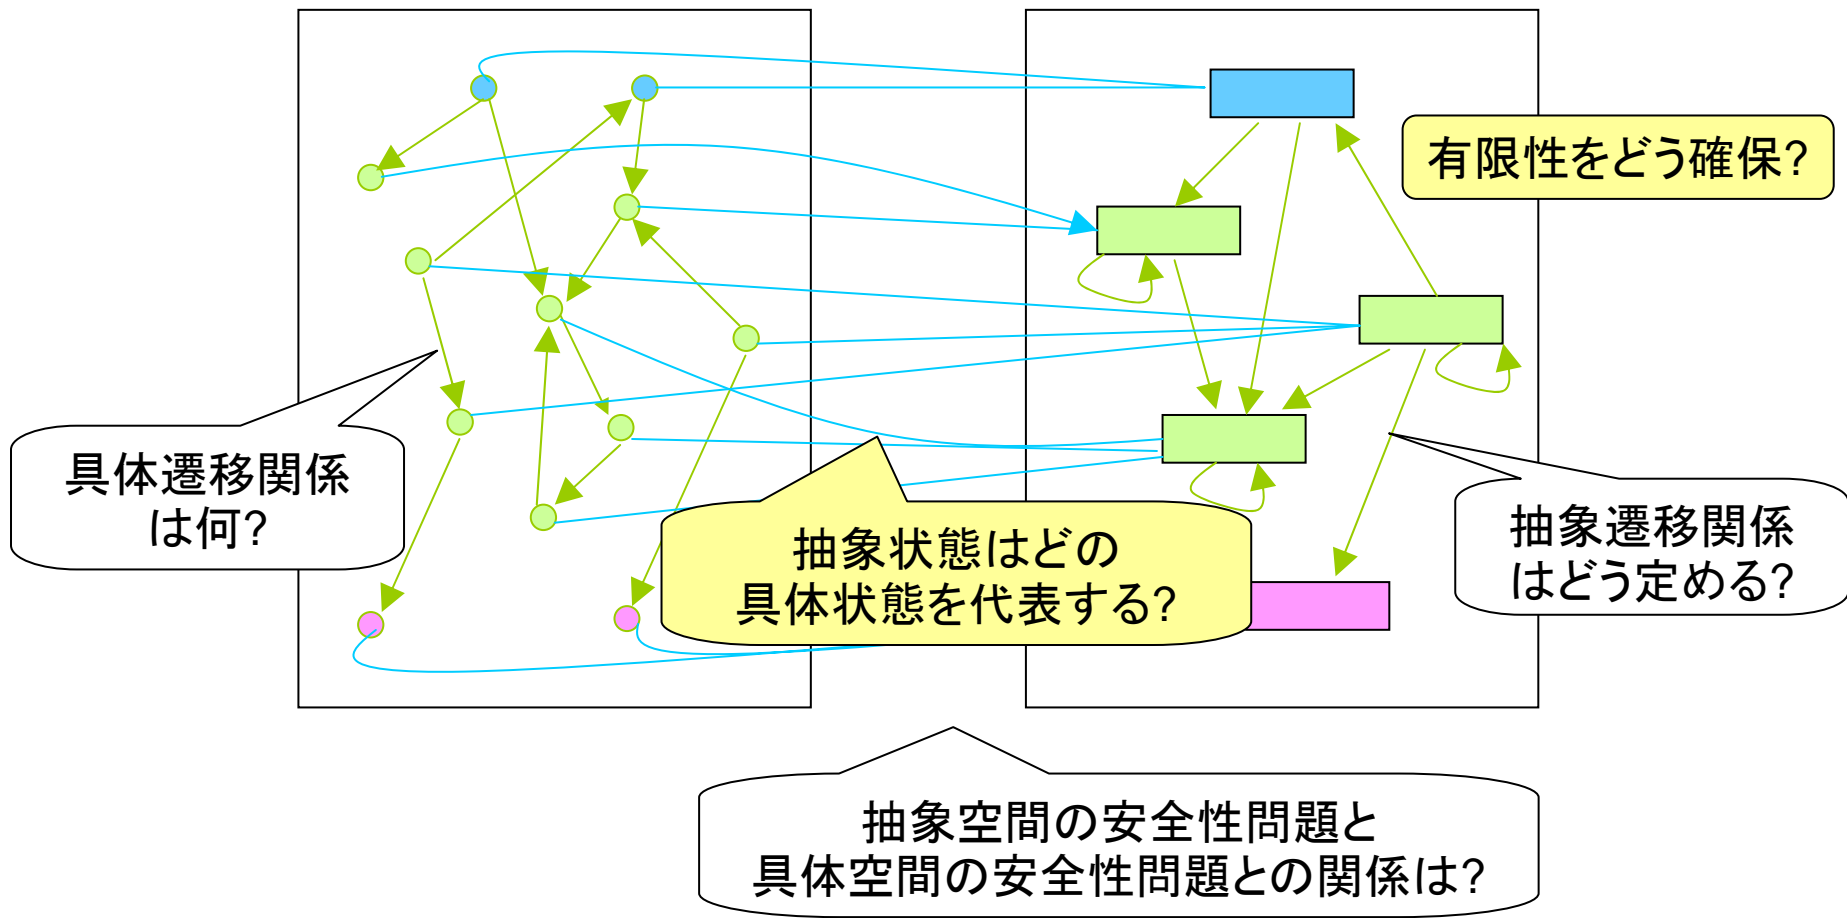 有限性をどう確保?
具体遷移関係
は何?
抽象状態はどの
具体状態を代表する?
抽象遷移関係
はどう定める?
抽象空間の安全性問題と
具体空間の安全性問題との関係は?